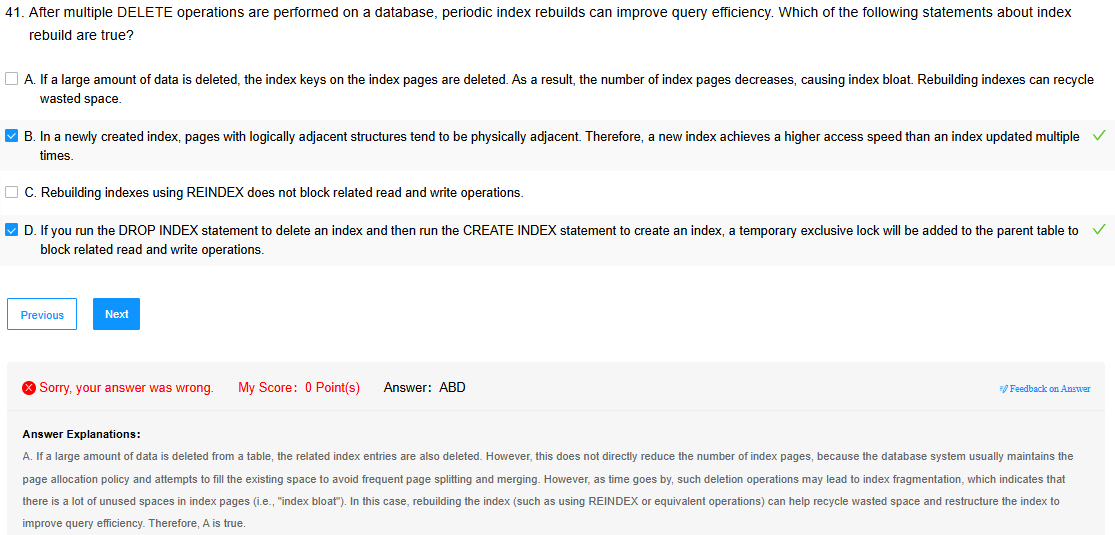 41. After multiple DELETE operations are performed on a database, periodic index rebuilds can improve query efficiency. Which of the following statements about index
rebuild are true?
A. If a large amount of data is deleted, the index keys on the index pages are deleted. As a result, the number of index pages decreases, causing index bloat. Rebuilding indexes can recycle
wasted space.
B. In a newly created index, pages with logically adjacent structures tend to be physically adjacent. Therefore, a new index achieves a higher access speed than an index updated multiple
times.
C. Rebuilding indexes using REINDEX does not block related read and write operations.
D. If you run the DROP INDEX statement to delete an index and then run the CREATE INDEX statement to create an index, a temporary exclusive lock will be added to the parent table to
block related read and write operations.
Previous Next
Sorry, your answer was wrong. My Score: 0 Point(s) Answer: ABD
Feedback on Answer
Answer Explanations:
A. If a large amount of data is deleted from a table, the related index entries are also deleted. However, this does not directly reduce the number of index pages, because the database system usually maintains the
page allocation policy and attempts to fill the existing space to avoid frequent page splitting and merging. However, as time goes by, such deletion operations may lead to index fragmentation, which indicates that
there is a lot of unused spaces in index pages (i.e., "index bloat"). In this case, rebuilding the index (such as using REINDEX or equivalent operations) can help recycle wasted space and restructure the index to
improve query efficiency. Therefore, A is true.